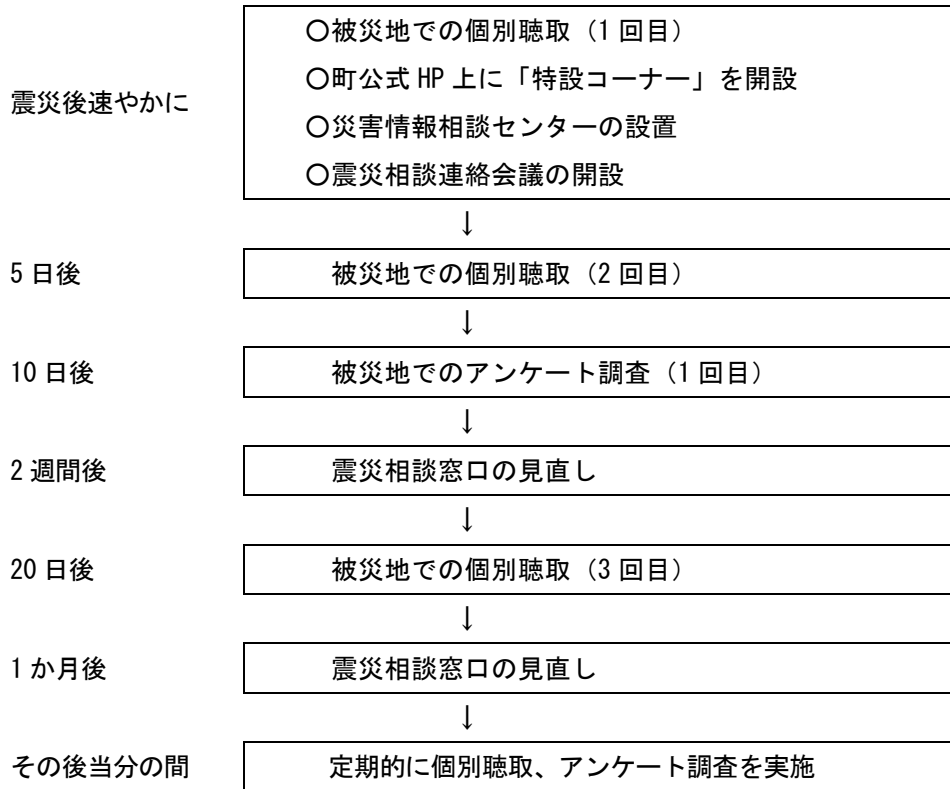 〇被災地での個別聴取（1回目）
〇町公式HP上に「特設コーナー」を開設
震災後速やかに
〇災害情報相談センターの設置
〇震災相談連絡会議の開設
↓
5日後 被災地での個別聴取（2回目）
↓
10日後 被災地でのアンケート調査（1回目）
↓
2週間後 震災相談窓口の見直し
↓
20日後 被災地での個別聴取（3回目）
↓
1か月後 震災相談窓口の見直し
↓
その後当分の間 定期的に個別聴取、アンケート調査を実施